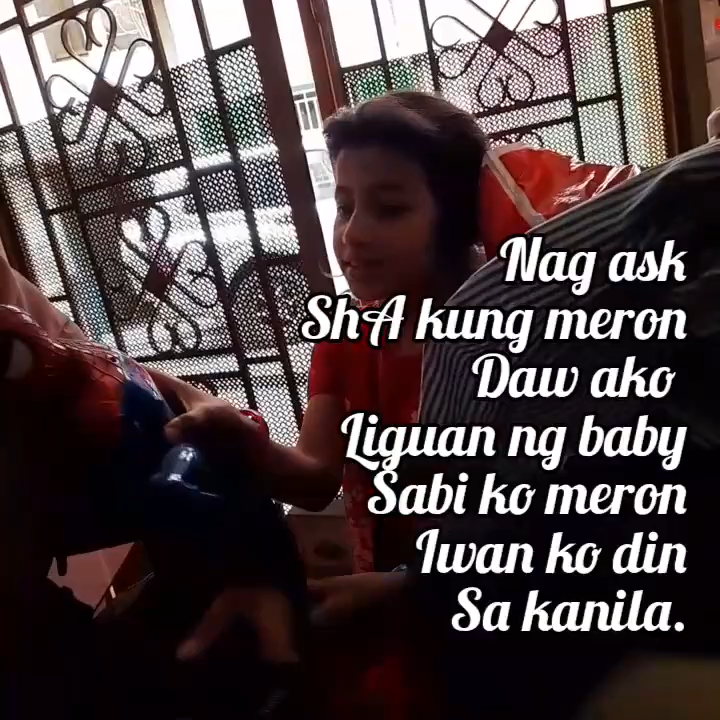 Nag ask
ShA kung meron
Daw ako
Liguan ng baby
Sabi ko meron
Iwan ko din
Sa kanila.